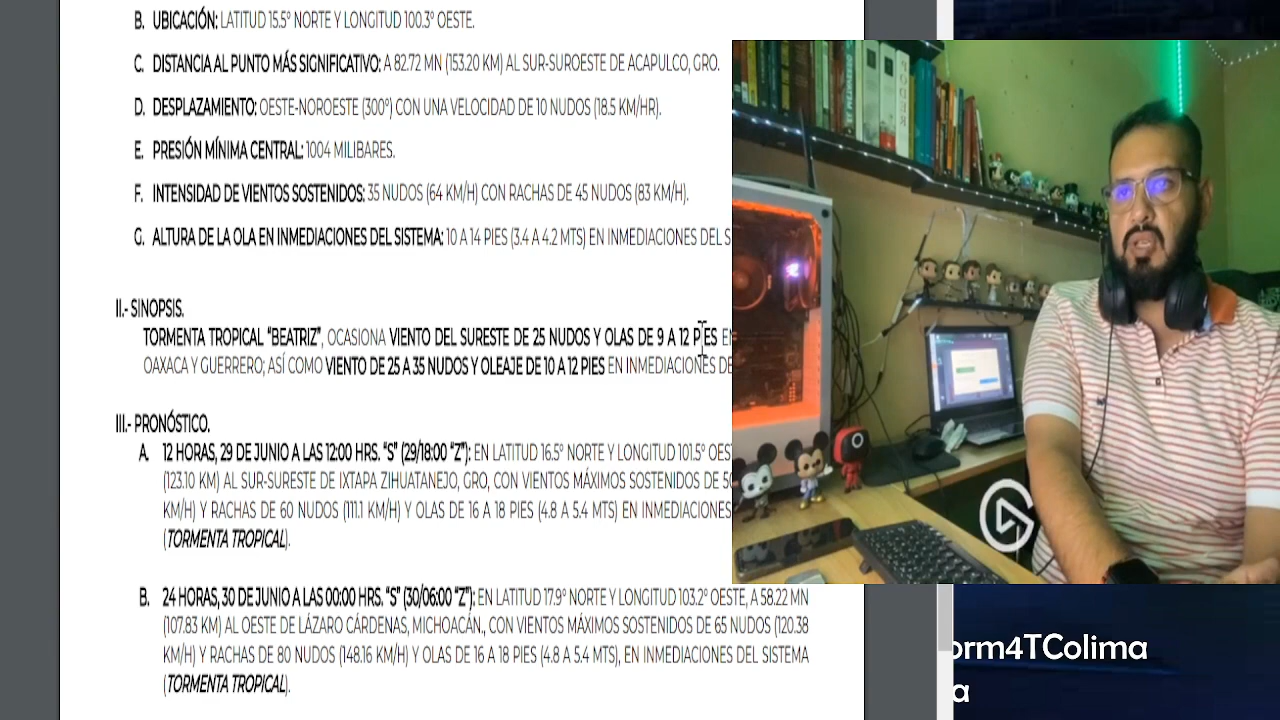 B. UBICACIÓN: LATITUD 15.5° NORTE Y LONGITUD 100.3° OESTE.
C. DISTANCIA AL PUNTO MÁS SIGNIFICATIVO: A 82.72 MN (153.20 KM) AL SUR-SUROESTE DE ACAPULCO, GRO.
D. DESPLAZAMIENTO: OESTE-NOROESTE (300°) CON UNA VELOCIDAD DE 10 NUDOS (18.5 KM/HR).
E. PRESIÓN MÍNIMA CENTRAL: 1004 MILIBARES.
F. INTENSIDAD DE VIENTOS SOSTENIDOS: 35 NUDOS (64 KM/H) CON RACHAS DE 45 NUDOS (83 KM/H).
G. ALTURA DE LA OLA EN INMEDIACIONES DEL SISTEMA: 10 A 14 PIES (3.4 A 4.2 MTS) EN INMEDIACIONES DEL S
II.- SINOPSIS.
TORMENTA TROPICAL “BEATRIZ”, OCASIONA VIENTO DEL SURESTE DE 25 NUDOS Y OLAS DE 9 A 12 PIES EN
OAXACA Y GUERRERO; ASÍ COMO VIENTO DE 25 A 35 NUDOS Y OLEAJE DE 10 A 12 PIES EN INMEDIACIONES DE
III.- PRONÓSTICO.
A. 12 HORAS, 29 DE JUNIO A LAS 12:00 HRS. “S” (29/18:00 “Z”): EN LATITUD 16.5° NORTE Y LONGITUD 101.5° OEST
(123.10 KM) AL SUR-SURESTE DE IXTAPA ZIHUATANEJO, GRO, CON VIENTOS MÁXIMOS SOSTENIDOS DE 50
KM/H) Y RACHAS DE 60 NUDOS (111.1 KM/H) Y OLAS DE 16 A 18 PIES (4.8 A 5.4 MTS) EN INMEDIACIONES
(TORMENTA TROPICAL).
B. 24 HORAS, 30 DE JUNIO A LAS 00:00 HRS. “S” (30/06:00 “Z”): EN LATITUD 17.9° NORTE Y LONGITUD 103.2° OESTE, A 58.22 MN
(107.83 KM) AL OESTE DE LÁZARO CÁRDENAS, MICHOACÁN., CON VIENTOS MÁXIMOS SOSTENIDOS DE 65 NUDOS (120.38
KM/H) Y RACHAS DE 80 NUDOS (148.16 KM/H) Y OLAS DE 16 A 18 PIES (4.8 A 5.4 MTS), EN INMEDIACIONES DEL SISTEMA
(TORMENTA TROPICAL).
PODER
orm4TColima
a